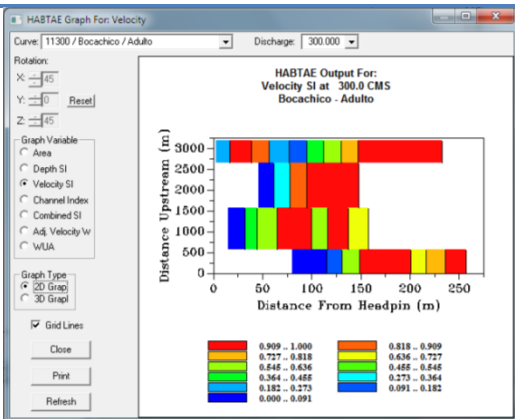 HABTAE Graph For: Velocity
Curve: 11300 / Bocachico / Adulto
Discharge: 300.000
Rotation:
X: 45
Y: 0 Reset
Z: 45
Graph Variable
Area
Depth SI
Velocity SI
Channel Index
Combined SI
Adj. Velocity W
WUA
Graph Type
2D Grap
3D Grapl
Grid Lines
Close
Print
Refresh
HABTAE Output For:
Velocity SI at 300.0 CMS
Bocachico - Adulto
Distance Upstream (m)
3000
2500
2000
1500
1000
500
0
0 50 100 150 200 250
Distance From Headpin (m)
0.909 .. 1.000 0.818 .. 0.909
0.727 .. 0.818 0.636 .. 0.727
0.545 .. 0.636 0.455 .. 0.545
0.364 .. 0.455 0.273 .. 0.364
0.182 .. 0.273 0.091 .. 0.182
0.000 .. 0.091